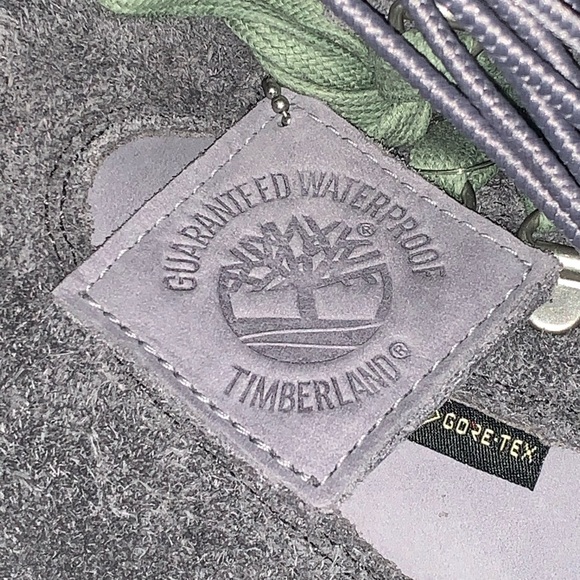 GUARANTEED WATERPROOF
®
TIMBERLAND®
GORE-TEX